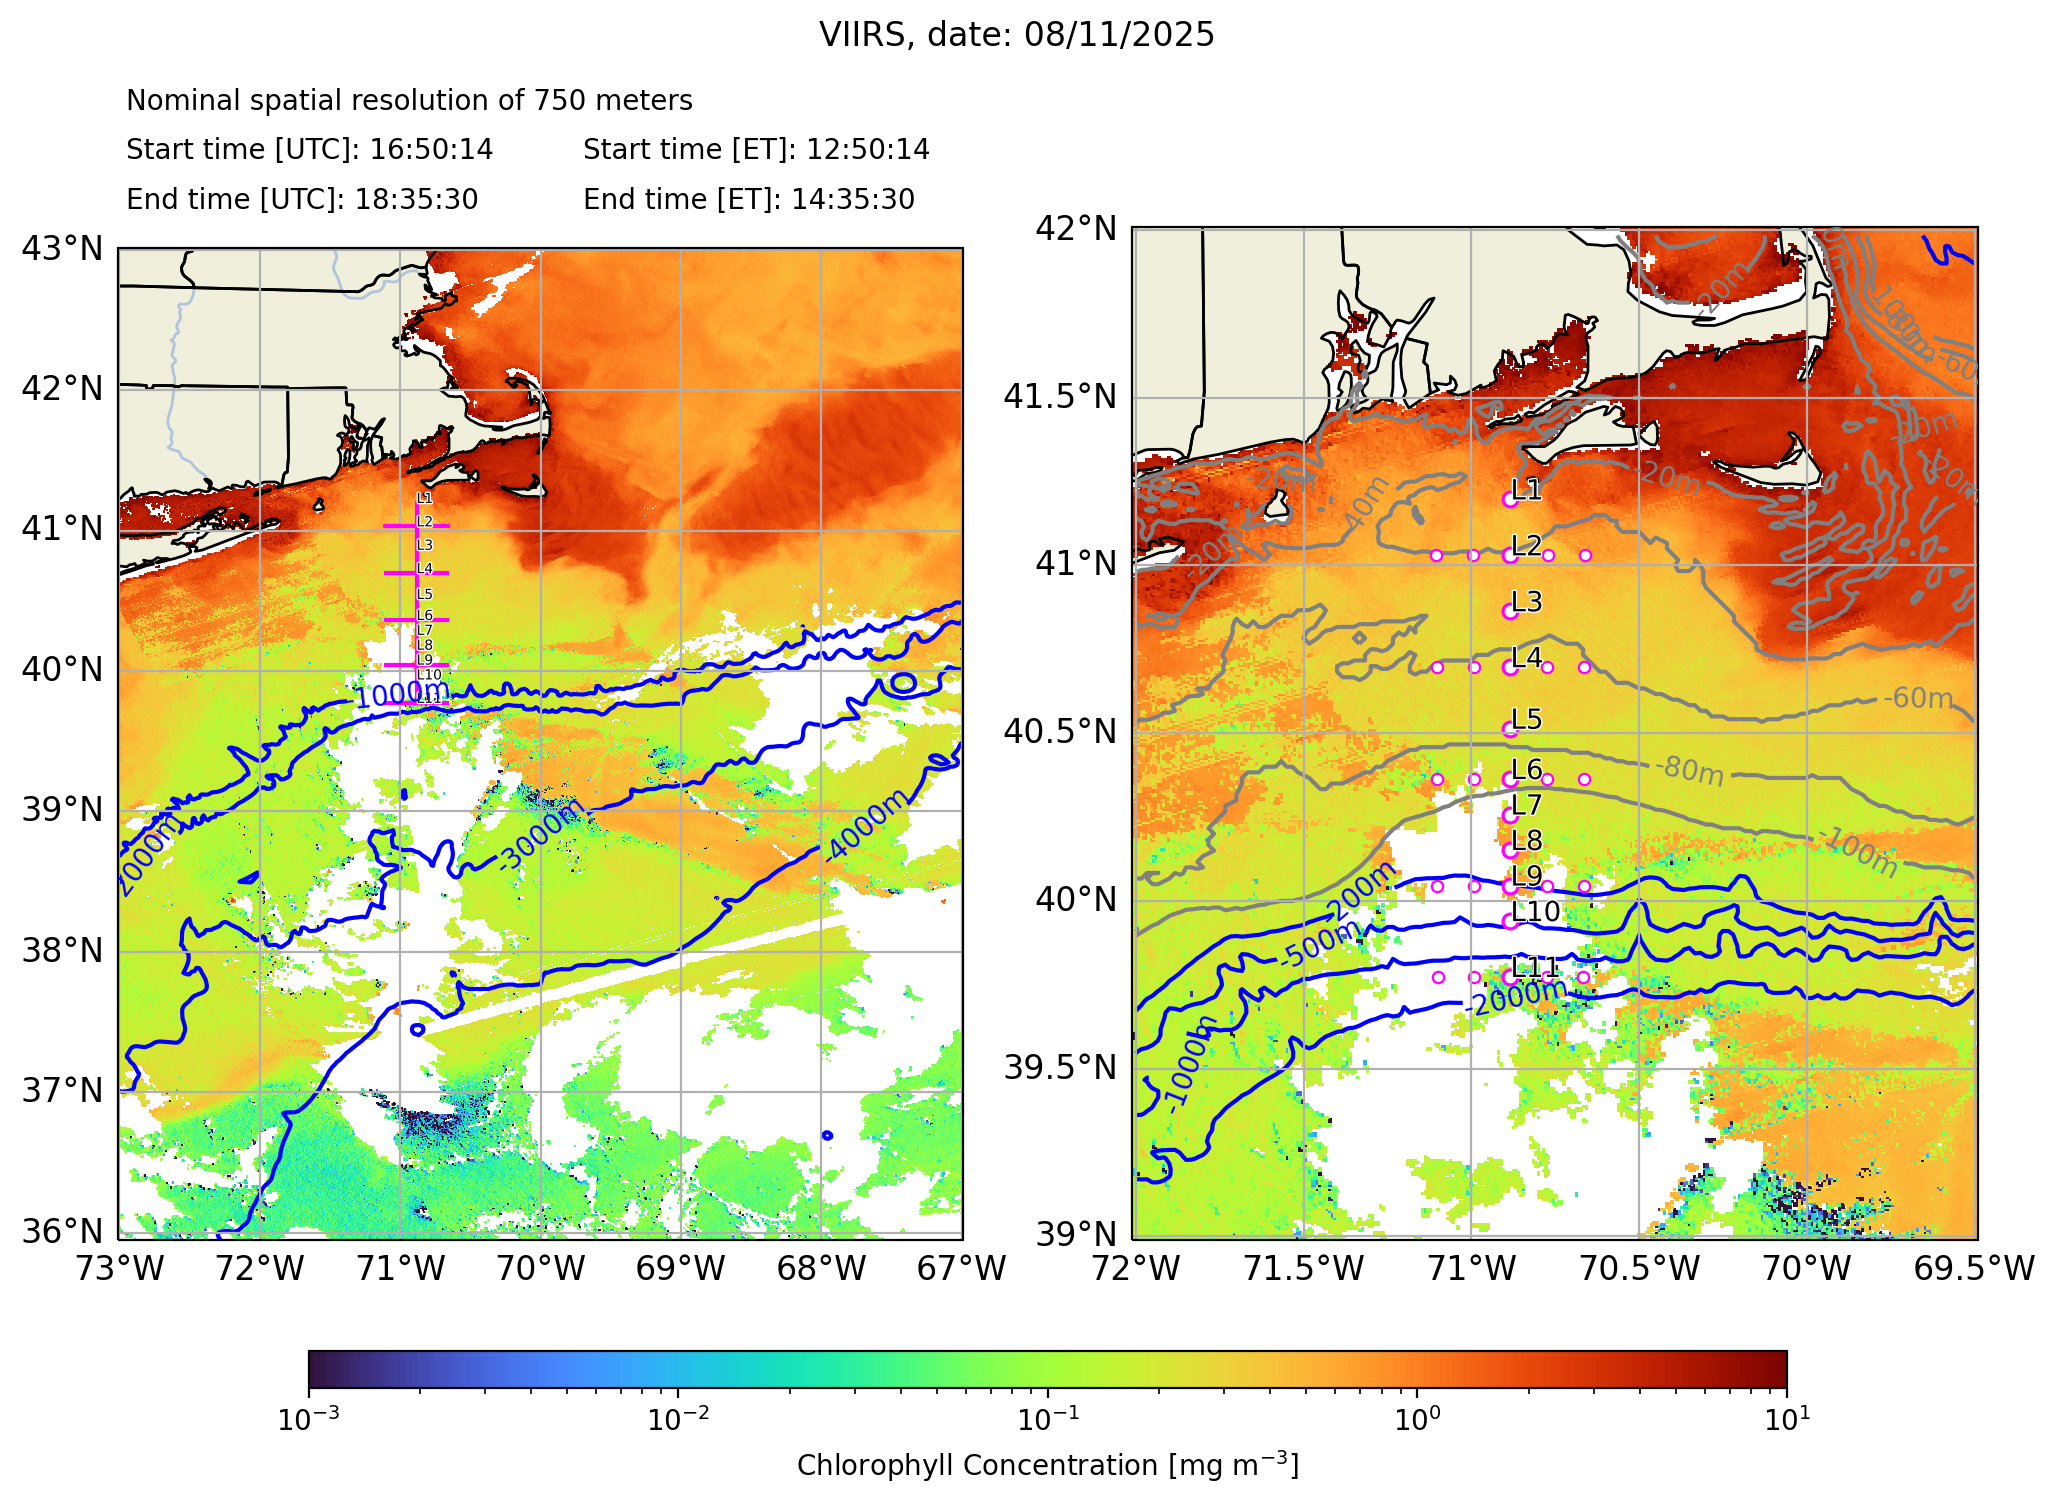 VIIRS, date: 08/11/2025
Nominal spatial resolution of 750 meters
Start time [UTC]: 16:50:14 Start time [ET]: 12:50:14
End time [UTC]: 18:35:30 End time [ET]: 14:35:30
43°N
42°N
41°N
40°N
39°N
38°N
37°N
36°N
73°W 72°W 71°W 70°W 69°W 68°W 67°W
L1
L2
L3
L4
L5
L6
L7
L8
L9
L10
L11
1000m
2000m
-3000m
-4000m
42°N
41.5°N
41°N
40.5°N
40°N
39.5°N
39°N
72°W 71.5°W 71°W 70.5°W 70°W 69.5°W
L1
L2
L3
L4
L5
L6
L7
L8
L9
L10
L11
-20m
-20m
-20m
-20m
40m
-60m
-80m
-100m
-200m
-500m
-1000m
-2000m
10⁻³ 10⁻² 10⁻¹ 10⁰ 10¹
Chlorophyll Concentration [mg m⁻³]